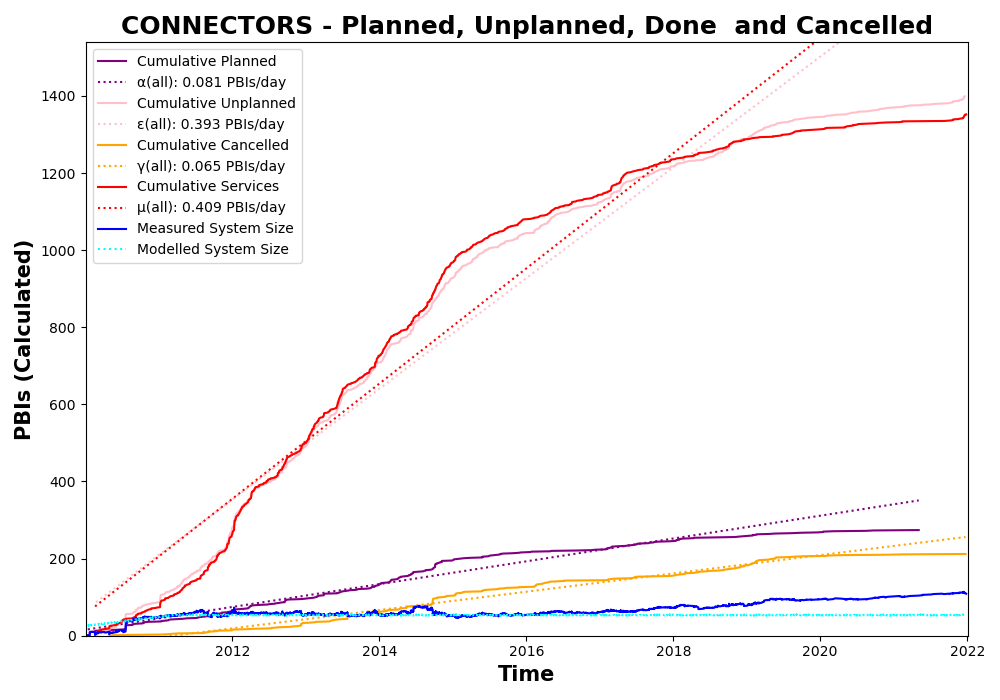 CONNECTORS - Planned, Unplanned, Done  and Cancelled
PBIs (Calculated)
1400
1200
1000
800
600
400
200
0
Cumulative Planned
α(all): 0.081 PBIs/day
Cumulative Unplanned
ε(all): 0.393 PBIs/day
Cumulative Cancelled
γ(all): 0.065 PBIs/day
Cumulative Services
μ(all): 0.409 PBIs/day
Measured System Size
Modelled System Size
2012 2014 2016 2018 2020 2022
Time